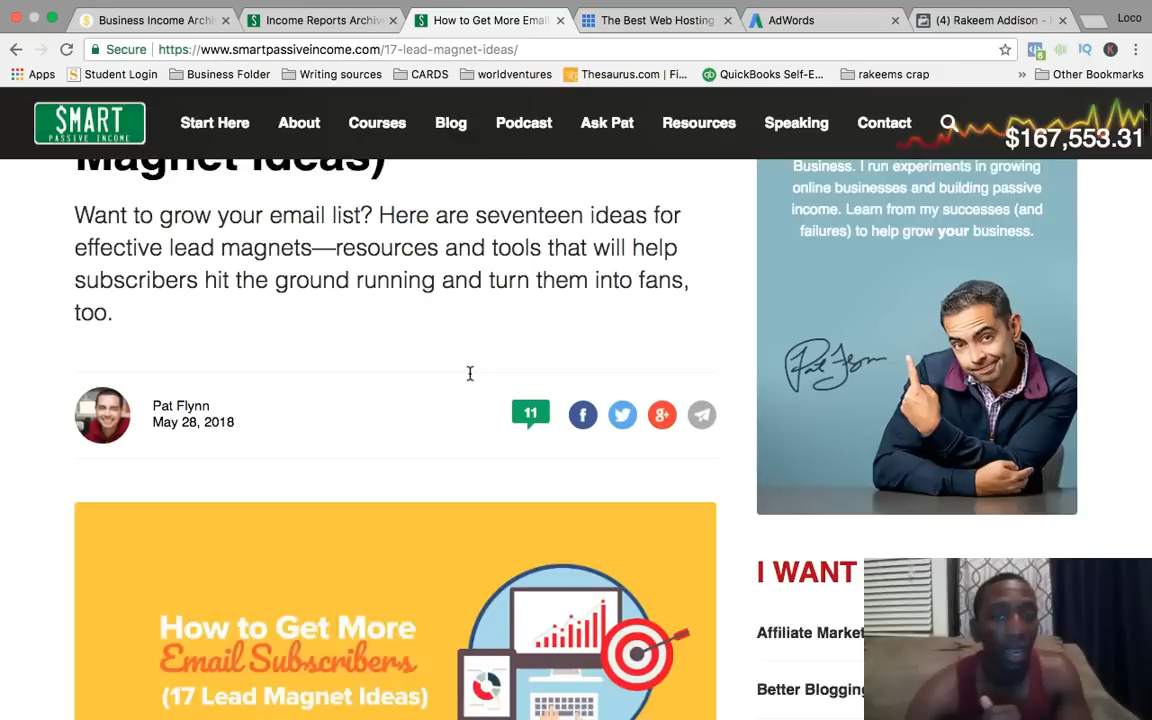 Business Income Archi
Income Reports Archiv
How to Get More Emai
The Best Web Hosting
AdWords
(4) Rakeem Addison -
Loco
Secure
https://www.smartpassiveincome.com/17-lead-magnet-ideas/
IQ
K
6
Apps
Student Login
Business Folder
Writing sources
CARDS
worldventures
Thesaurus.com | Fi...
QuickBooks Self-E...
rakeems crap
»
Other Bookmarks
$MART
PASSIVE INCOME
Start Here
About
Courses
Blog
Podcast
Ask Pat
Resources
Speaking
Contact
$167,553.31
Magnet Ideas)
Want to grow your email list? Here are seventeen ideas for
effective lead magnets—resources and tools that will help
subscribers hit the ground running and turn them into fans,
too.
Pat Flynn
May 28, 2018
11
f
g+
How to Get More
Email Subscribers
(17 Lead Magnet Ideas)
Business. I run experiments in growing
online businesses and building passive
income. Learn from my successes (and
failures) to help grow your business.
Pat Flynn
I WANT
Affiliate Market
Better Blogging